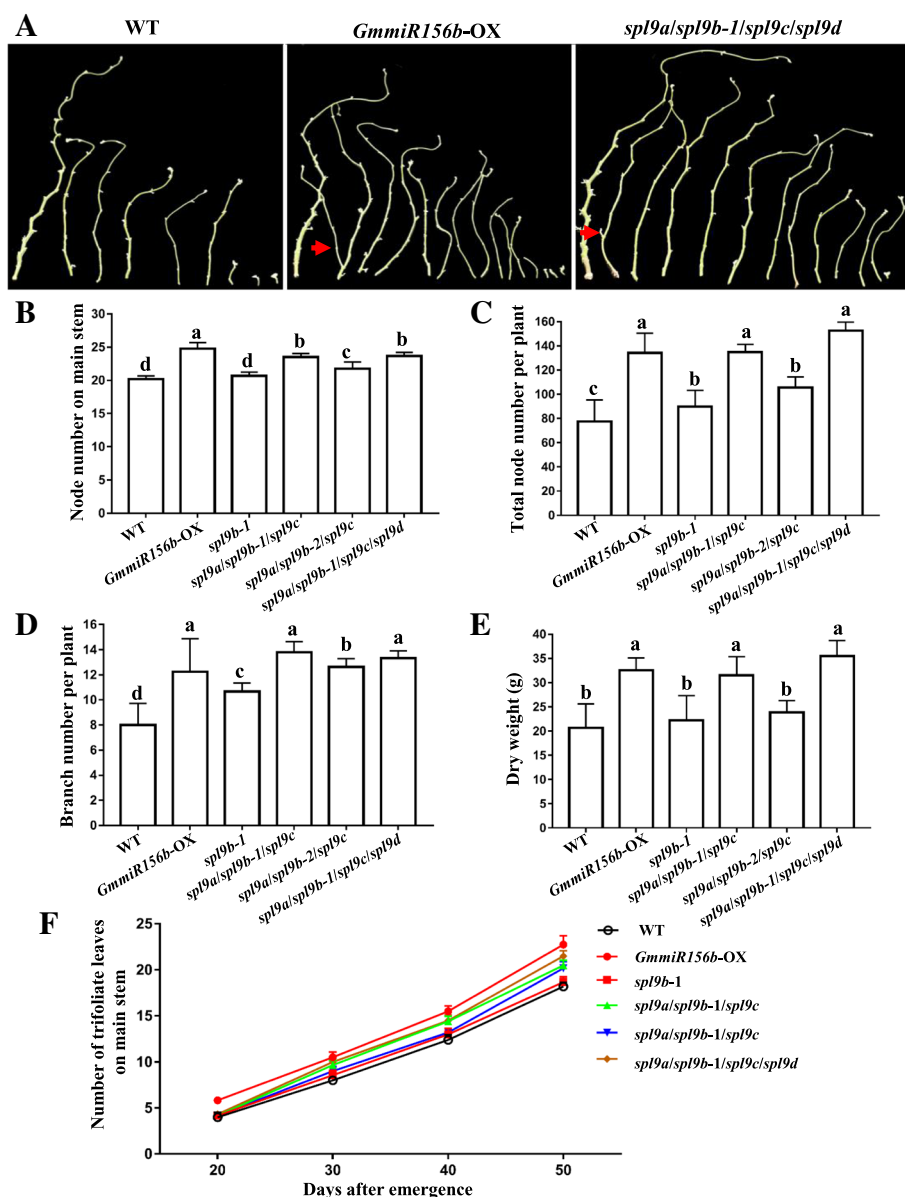 A
WT
GmmiR156b-OX
spl9a/spl9b-1/spl9c/spl9d
B
Node number on main stem
30
25
20
15
10
5
0
d
a
d
b
c
b
WT
GmmiR156b-OX
spl9b-1
spl9a/spl9b-1/spl9c
spl9a/spl9b-2/spl9c
spl9a/spl9b-1/spl9c/spl9d
C
Total node number per plant
160
140
120
100
80
60
40
20
0
c
a
b
a
b
a
WT
GmmiR156b-OX
spl9b-1
spl9a/spl9b-1/spl9c
spl9a/spl9b-2/spl9c
spl9a/spl9b-1/spl9c/spl9d
D
Branch number per plant
16
14
12
10
8
6
4
2
0
d
a
c
a
b
a
WT
GmmiR156b-OX
spl9b-1
spl9a/spl9b-1/spl9c
spl9a/spl9b-2/spl9c
spl9a/spl9b-1/spl9c/spl9d
E
Dry weight (g)
40
35
30
25
20
15
10
5
0
b
a
b
a
b
a
WT
GmmiR156b-OX
spl9b-1
spl9a/spl9b-1/spl9c
spl9a/spl9b-2/spl9c
spl9a/spl9b-1/spl9c/spl9d
F
Number of trifoliate leaves
on main stem
25
20
15
10
5
0
20
30
40
50
Days after emergence
WT
GmmiR156b-OX
spl9b-1
spl9a/spl9b-1/spl9c
spl9a/spl9b-1/spl9c
spl9a/spl9b-1/spl9c/spl9d